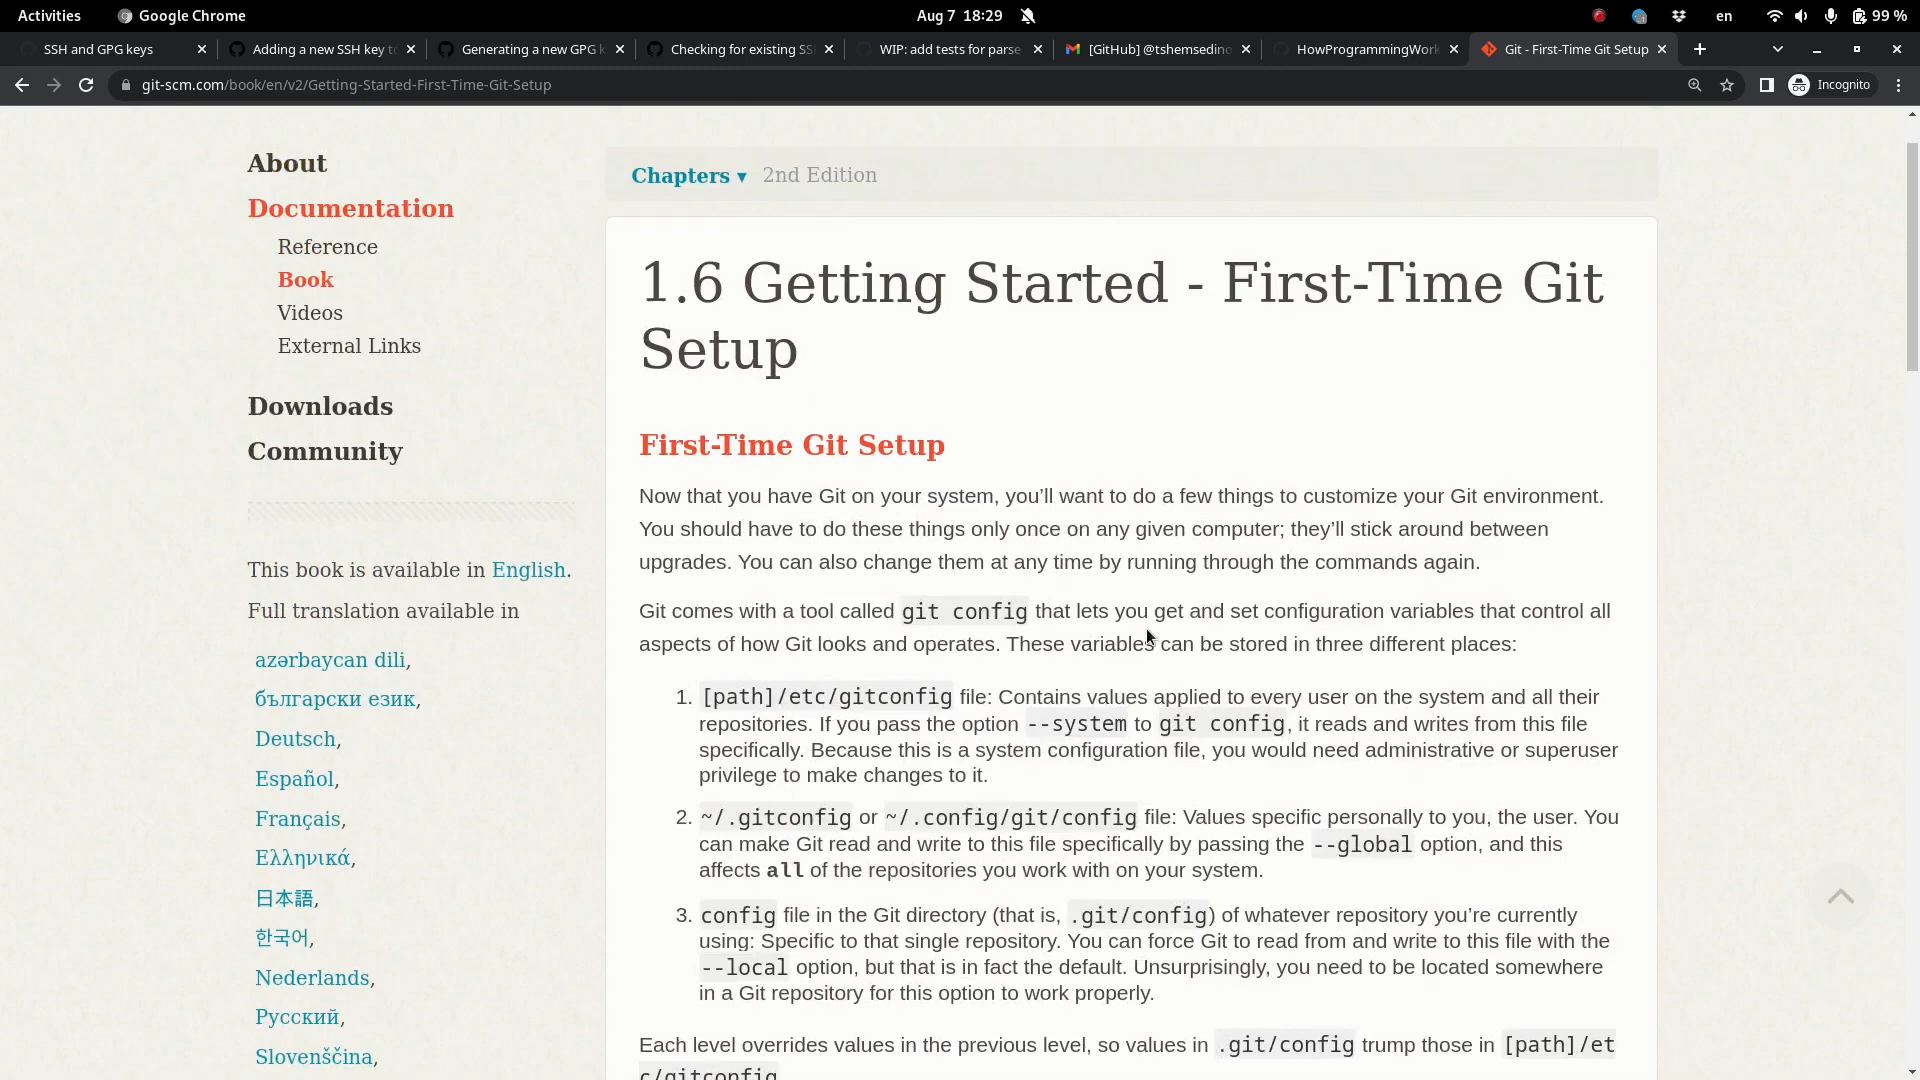 Activities Google Chrome Aug 7 18:29 en 99 %
SSH and GPG keys Adding a new SSH key to Generating a new GPG k Checking for existing SS WIP: add tests for parse [GitHub] @tshemsedino HowProgrammingWork Git - First-Time Git Setup
git-scm.com/book/en/v2/Getting-Started-First-Time-Git-Setup Incognito
About
Documentation
Reference
Book
Videos
External Links
Downloads
Community
This book is available in English.
Full translation available in
azərbaycan dili,
български език,
Deutsch,
Español,
Français,
Ελληνικά,
日本語,
한국어,
Nederlands,
Русский,
Slovenščina,
Chapters ▾ 2nd Edition
1.6 Getting Started - First-Time Git
Setup
First-Time Git Setup
Now that you have Git on your system, you’ll want to do a few things to customize your Git environment.
You should have to do these things only once on any given computer; they’ll stick around between
upgrades. You can also change them at any time by running through the commands again.
Git comes with a tool called git config that lets you get and set configuration variables that control all
aspects of how Git looks and operates. These variables can be stored in three different places:
1. [path]/etc/gitconfig file: Contains values applied to every user on the system and all their
repositories. If you pass the option --system to git config, it reads and writes from this file
specifically. Because this is a system configuration file, you would need administrative or superuser
privilege to make changes to it.
2. ~/.gitconfig or ~/.config/git/config file: Values specific personally to you, the user. You
can make Git read and write to this file specifically by passing the --global option, and this
affects all of the repositories you work with on your system.
3. config file in the Git directory (that is, .git/config) of whatever repository you’re currently
using: Specific to that single repository. You can force Git to read from and write to this file with the
--local option, but that is in fact the default. Unsurprisingly, you need to be located somewhere
in a Git repository for this option to work properly.
Each level overrides values in the previous level, so values in .git/config trump those in [path]/et
c/gitconfig.